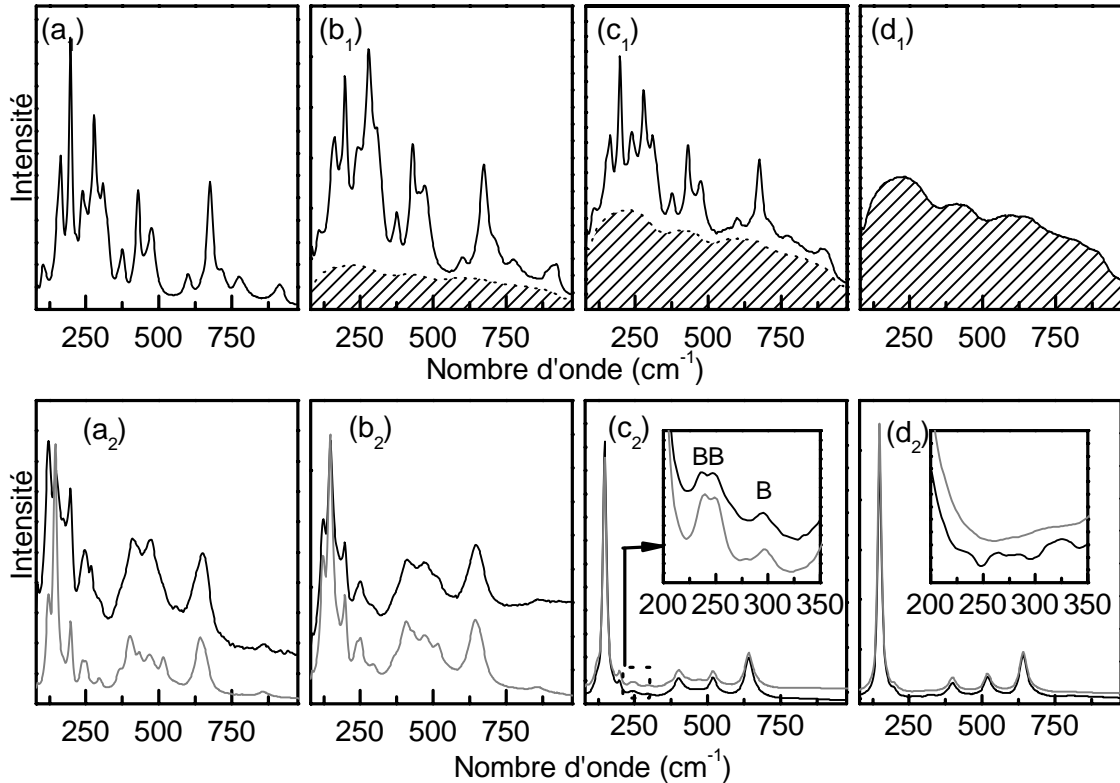 (a₁) (b₁) (c₁) (d₁)
Intensité
250 500 750 250 500 750 250 500 750 250 500 750
Nombre d'onde (cm⁻¹)
(a₂) (b₂) (c₂) (d₂)
BB
B
200 250 300 350 200 250 300 350
Intensité
250 500 750 250 500 750 250 500 750 250 500 750
Nombre d'onde (cm⁻¹)